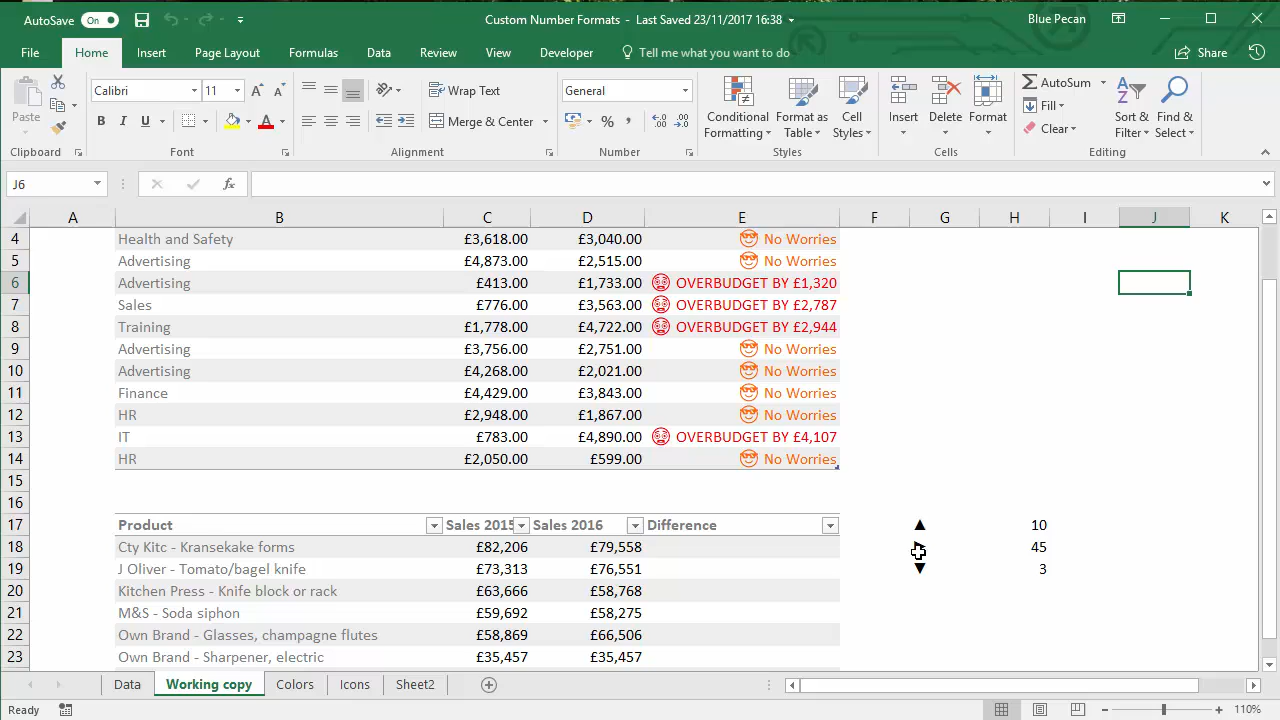 AutoSave On
Custom Number Formats - Last Saved 23/11/2017 16:38
Blue Pecan
File Home Insert Page Layout Formulas Data Review View Developer Tell me what you want to do Share
Paste
Calibri 11
B I U
A A
A
Wrap Text
Merge & Center
General
%
Conditional Formatting
Format as Table
Cell Styles
Insert Delete Format
AutoSum
Fill
Clear
Sort & Filter
Find & Select
Clipboard Font Alignment Number Styles Cells Editing
J6 fx
A B C D E F G H I J K
4 Health and Safety £3,618.00 £3,040.00 No Worries
5 Advertising £4,873.00 £2,515.00 No Worries
6 Advertising £413.00 £1,733.00 OVERBUDGET BY £1,320
7 Sales £776.00 £3,563.00 OVERBUDGET BY £2,787
8 Training £1,778.00 £4,722.00 OVERBUDGET BY £2,944
9 Advertising £3,756.00 £2,751.00 No Worries
10 Advertising £4,268.00 £2,021.00 No Worries
11 Finance £4,429.00 £3,843.00 No Worries
12 HR £2,948.00 £1,867.00 No Worries
13 IT £783.00 £4,890.00 OVERBUDGET BY £4,107
14 HR £2,050.00 £599.00 No Worries
15
16
17 Product Sales 2015 Sales 2016 Difference ▲ 10
18 Cty Kitc - Kransekake forms £82,206 £79,558 45
19 J Oliver - Tomato/bagel knife £73,313 £76,551 ▼ 3
20 Kitchen Press - Knife block or rack £63,666 £58,768
21 M&S - Soda siphon £59,692 £58,275
22 Own Brand - Glasses, champagne flutes £58,869 £66,506
23 Own Brand - Sharpener, electric £35,457 £35,457
Data Working copy Colors Icons Sheet2
Ready 110%